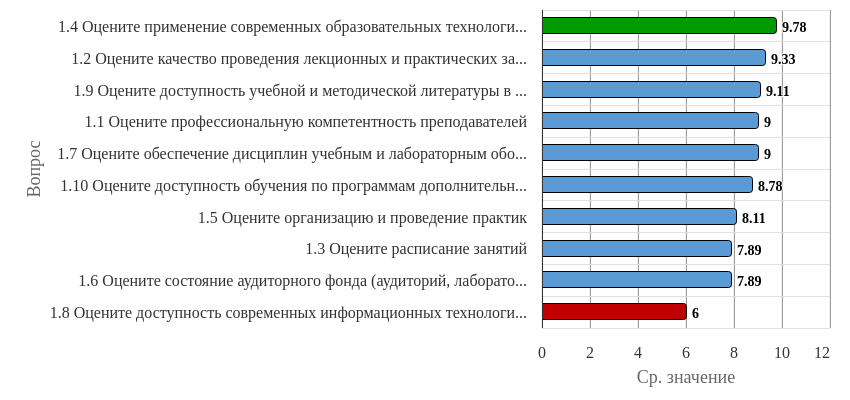 1.4 Оцените применение современных образовательных технологи... 9.78
1.2 Оцените качество проведения лекционных и практических за... 9.33
1.9 Оцените доступность учебной и методической литературы в ... 9.11
1.1 Оцените профессиональную компетентность преподавателей 9
1.7 Оцените обеспечение дисциплин учебным и лабораторным обо... 9
1.10 Оцените доступность обучения по программам дополнительн... 8.78
1.5 Оцените организацию и проведение практик 8.11
1.3 Оцените расписание занятий 7.89
1.6 Оцените состояние аудиторного фонда (аудиторий, лаборато... 7.89
1.8 Оцените доступность современных информационных технологи... 6
Вопрос
0 2 4 6 8 10 12
Ср. значение